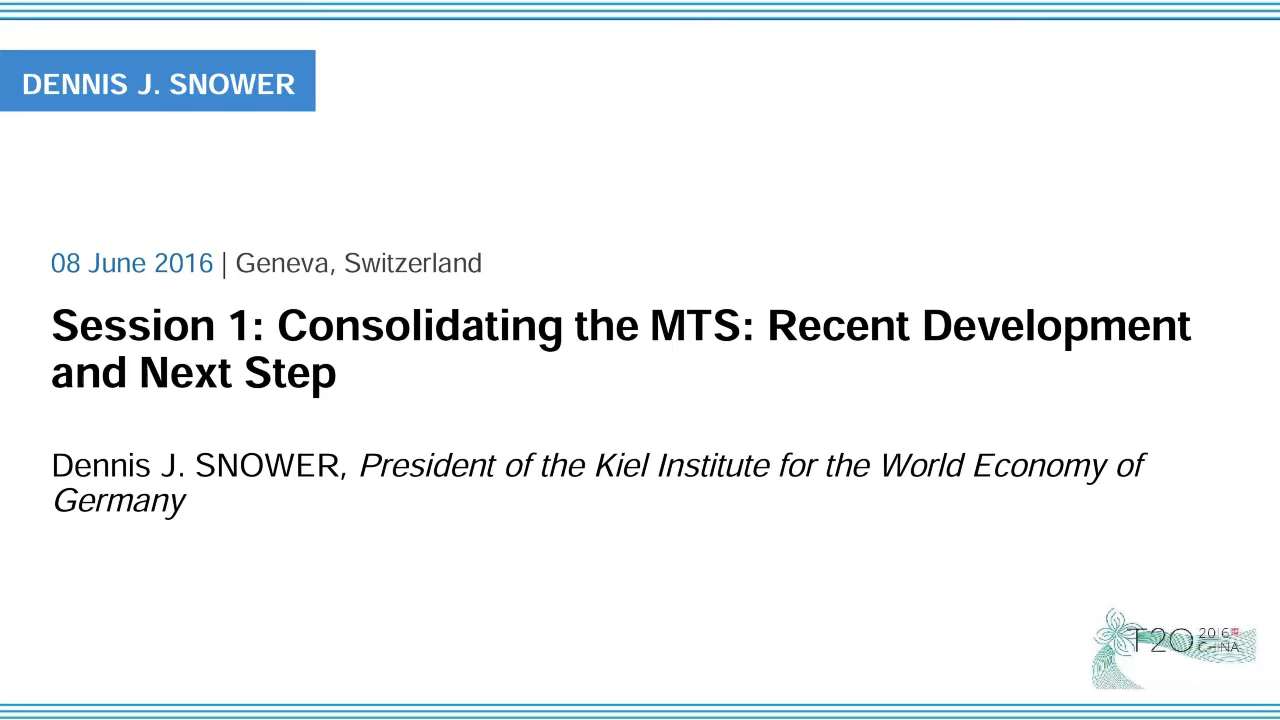 DENNIS J. SNOWER
08 June 2016 | Geneva, Switzerland
Session 1: Consolidating the MTS: Recent Development
and Next Step
Dennis J. SNOWER, President of the Kiel Institute for the World Economy of
Germany
T20 2016
CHINA